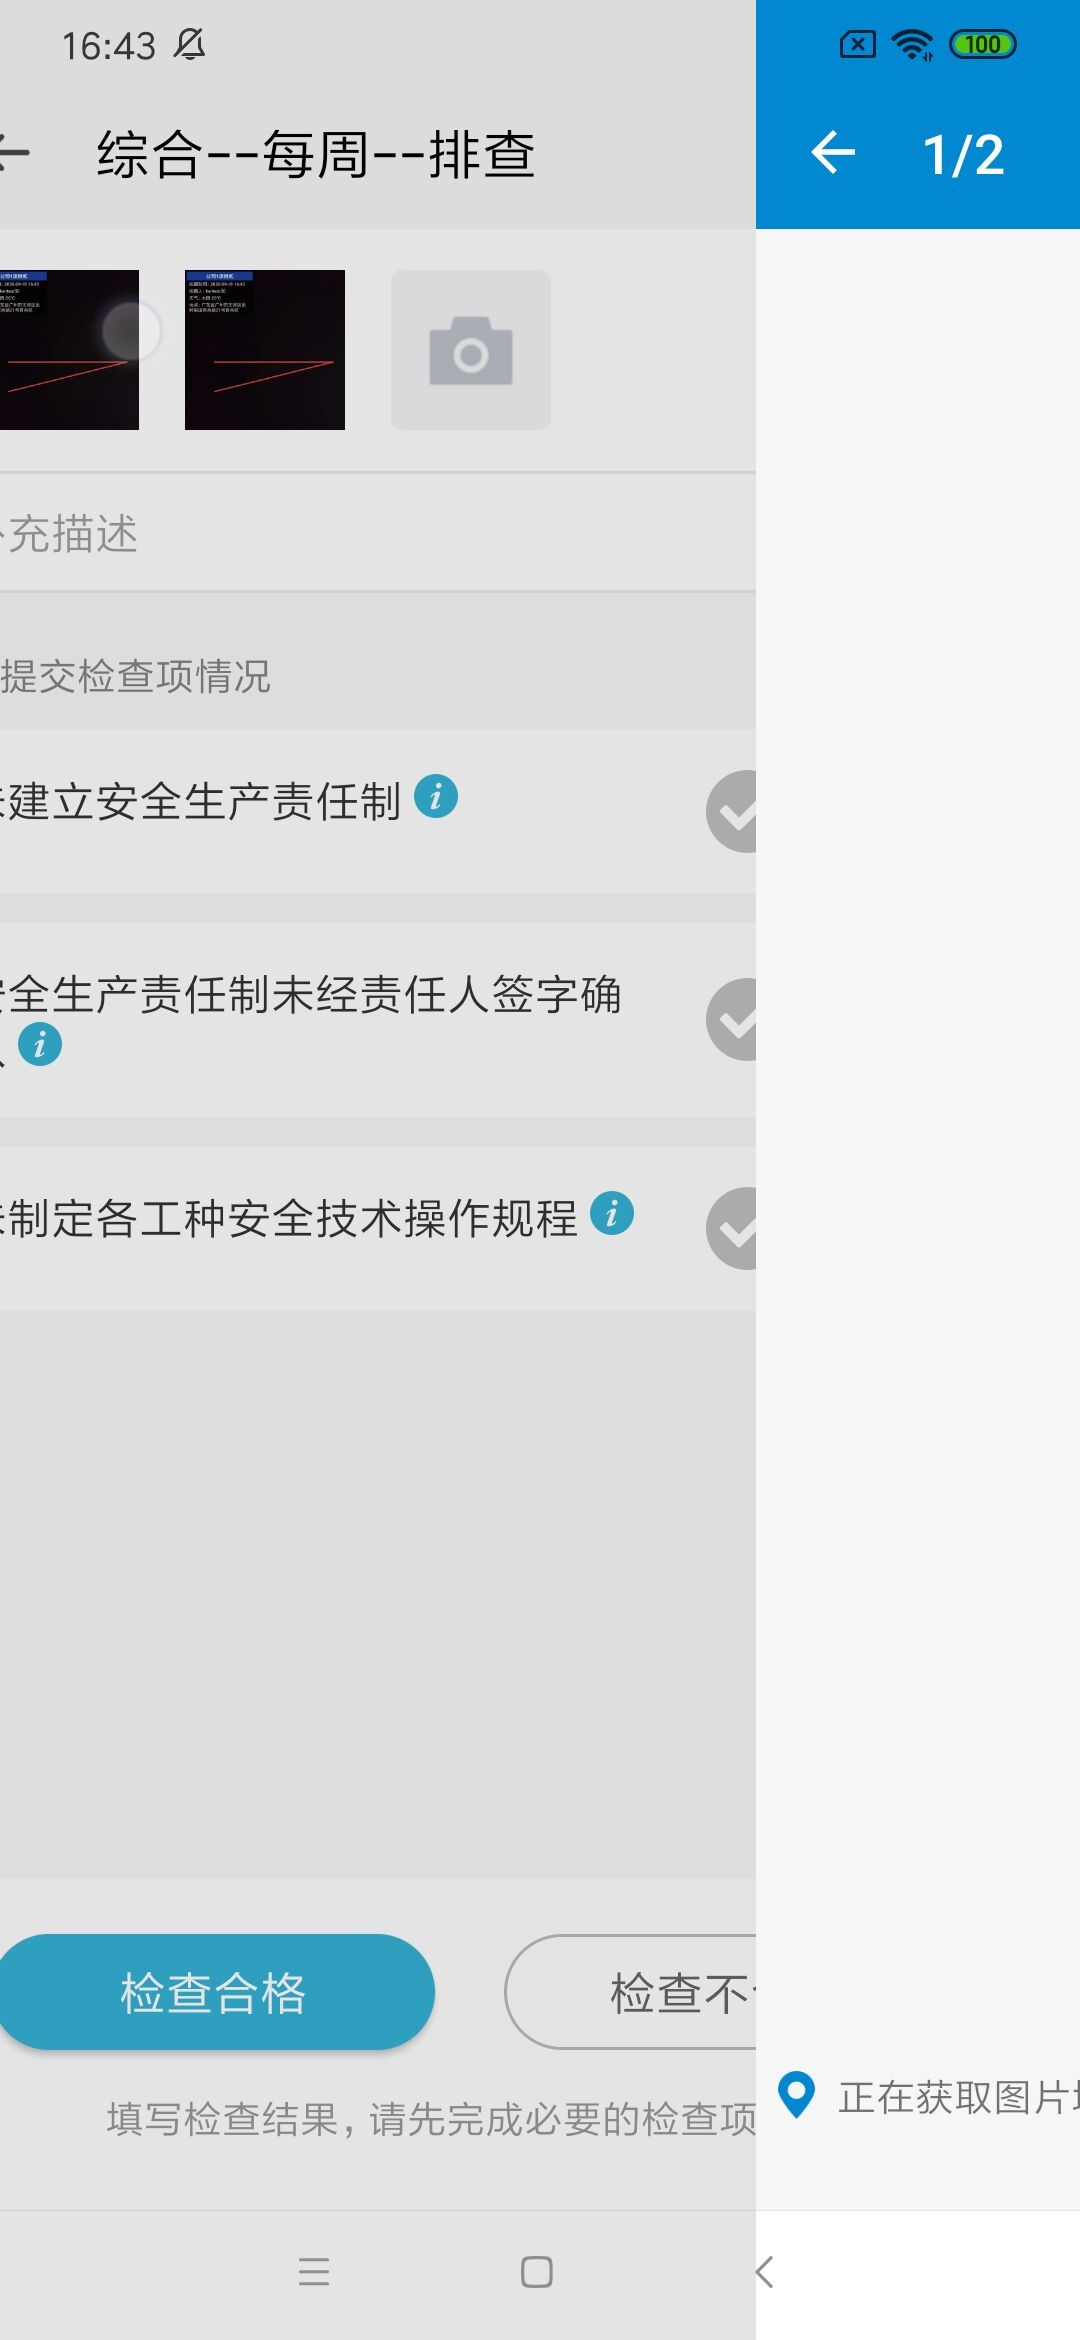 16:43
100
综合--每周--排查
1/2
充描述
提交检查项情况
建立安全生产责任制
全生产责任制未经责任人签字确
制定各工种安全技术操作规程
检查合格
检查不
正在获取图片
填写检查结果，请先完成必要的检查项